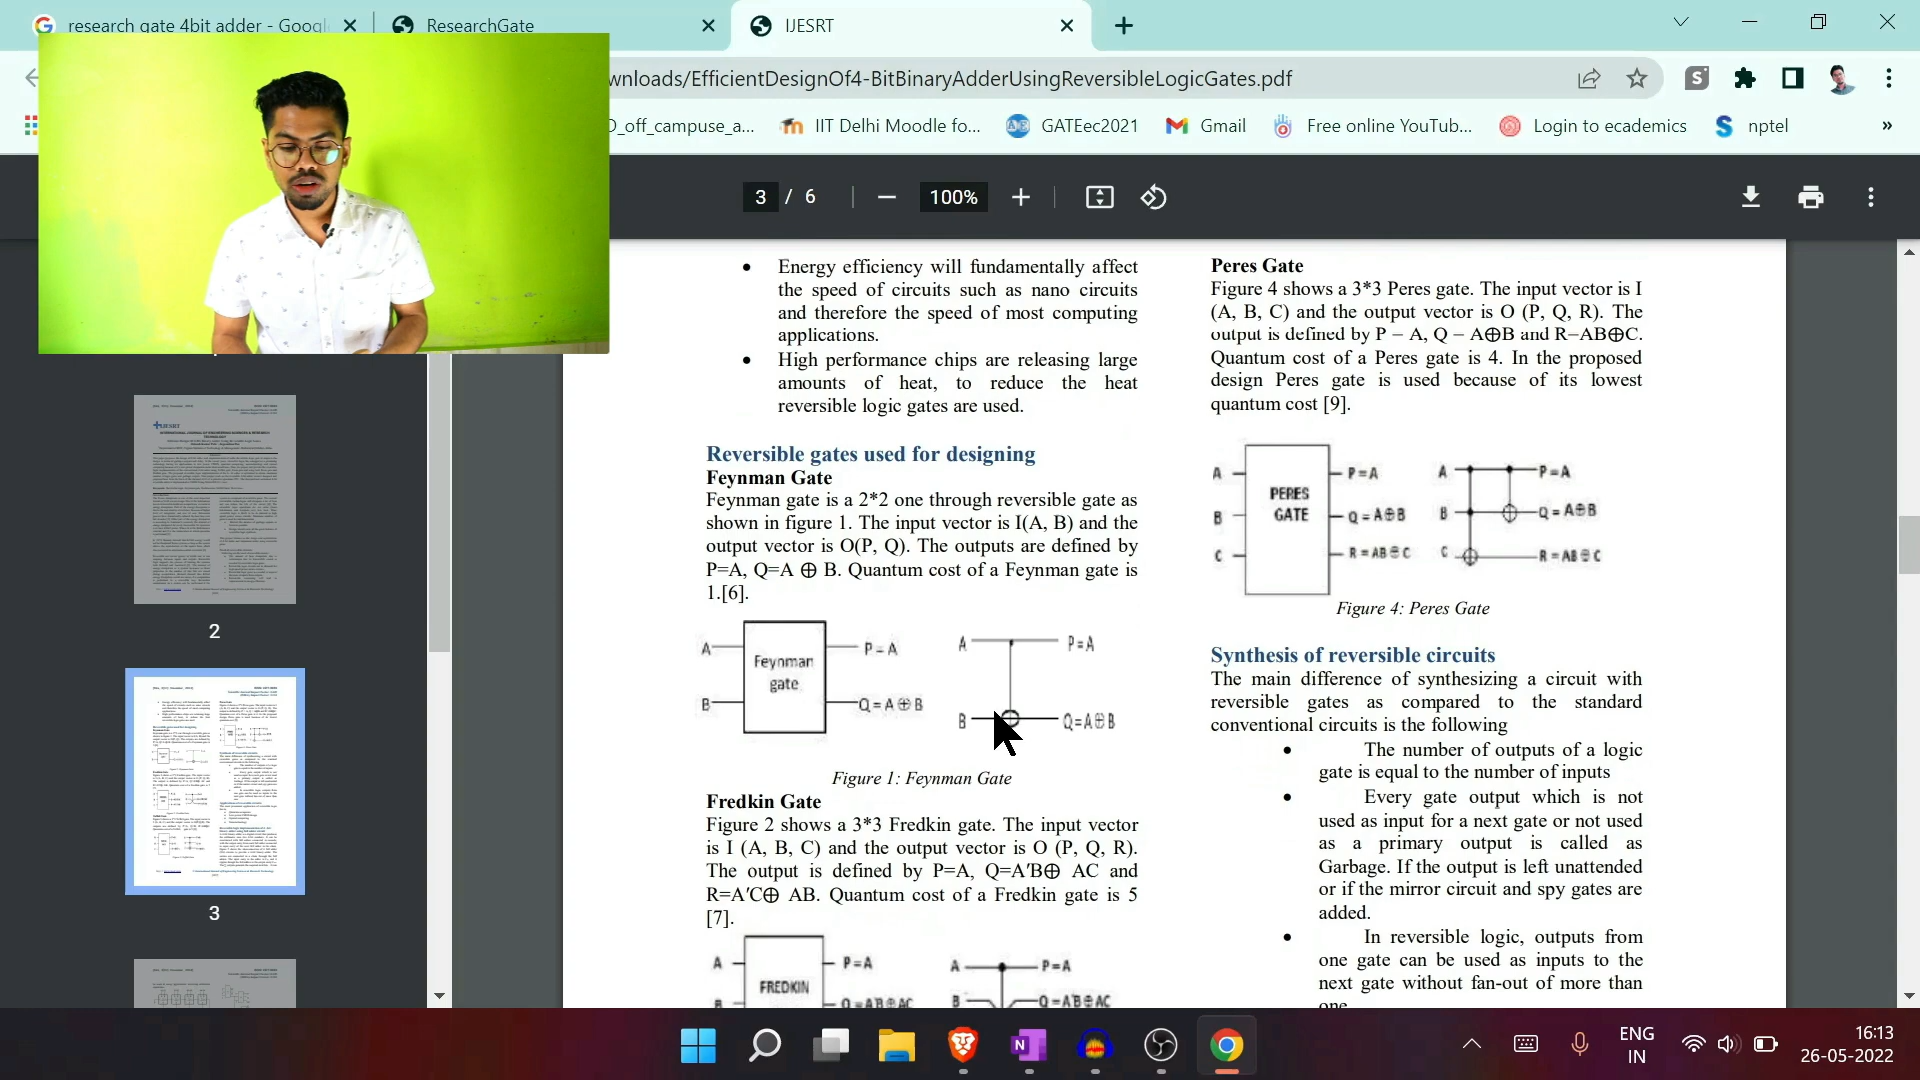 research gate 4bit adder - Googl
ResearchGate
IJESRT
wnloads/EfficientDesignOf4-BitBinaryAdderUsingReversibleLogicGates.pdf
D_off_campuse_a...
IIT Delhi Moodle fo...
GATEec2021
Gmail
Free online YouTub...
Login to ecademics
nptel
»
3 / 6
100%
2
3
• Energy efficiency will fundamentally affect
the speed of circuits such as nano circuits
and therefore the speed of most computing
applications.
• High performance chips are releasing large
amounts of heat, to reduce the heat
reversible logic gates are used.
Reversible gates used for designing
Feynman Gate
Feynman gate is a 2*2 one through reversible gate as
shown in figure 1. The input vector is I(A, B) and the
output vector is O(P, Q). The outputs are defined by
P=A, Q=A ⊕ B. Quantum cost of a Feynman gate is
1.[6].
A
Feynman
gate
P=A
B
Q=A⊕B
A
P=A
B
Q=A⊕B
Figure 1: Feynman Gate
Fredkin Gate
Figure 2 shows a 3*3 Fredkin gate. The input vector
is I (A, B, C) and the output vector is O (P, Q, R).
The output is defined by P=A, Q=A′B⊕ AC and
R=A′C⊕ AB. Quantum cost of a Fredkin gate is 5
[7].
A
P=A
FREDKIN
B
Q=A'B⊕AC
A
P=A
B
Q=A'B⊕AC
Peres Gate
Figure 4 shows a 3*3 Peres gate. The input vector is I
(A, B, C) and the output vector is O (P, Q, R). The
output is defined by P = A, Q = A⊕B and R=AB⊕C.
Quantum cost of a Peres gate is 4. In the proposed
design Peres gate is used because of its lowest
quantum cost [9].
A
PERES
GATE
P=A
B
Q=A⊕B
C
R=AB⊕C
A
P=A
B
Q=A⊕B
C
R=AB⊕C
Figure 4: Peres Gate
Synthesis of reversible circuits
The main difference of synthesizing a circuit with
reversible gates as compared to the standard
conventional circuits is the following
• The number of outputs of a logic
gate is equal to the number of inputs
• Every gate output which is not
used as input for a next gate or not used
as a primary output is called as
Garbage. If the output is left unattended
or if the mirror circuit and spy gates are
added.
• In reversible logic, outputs from
one gate can be used as inputs to the
next gate without fan-out of more than
one
ENG
IN
16:13
26-05-2022